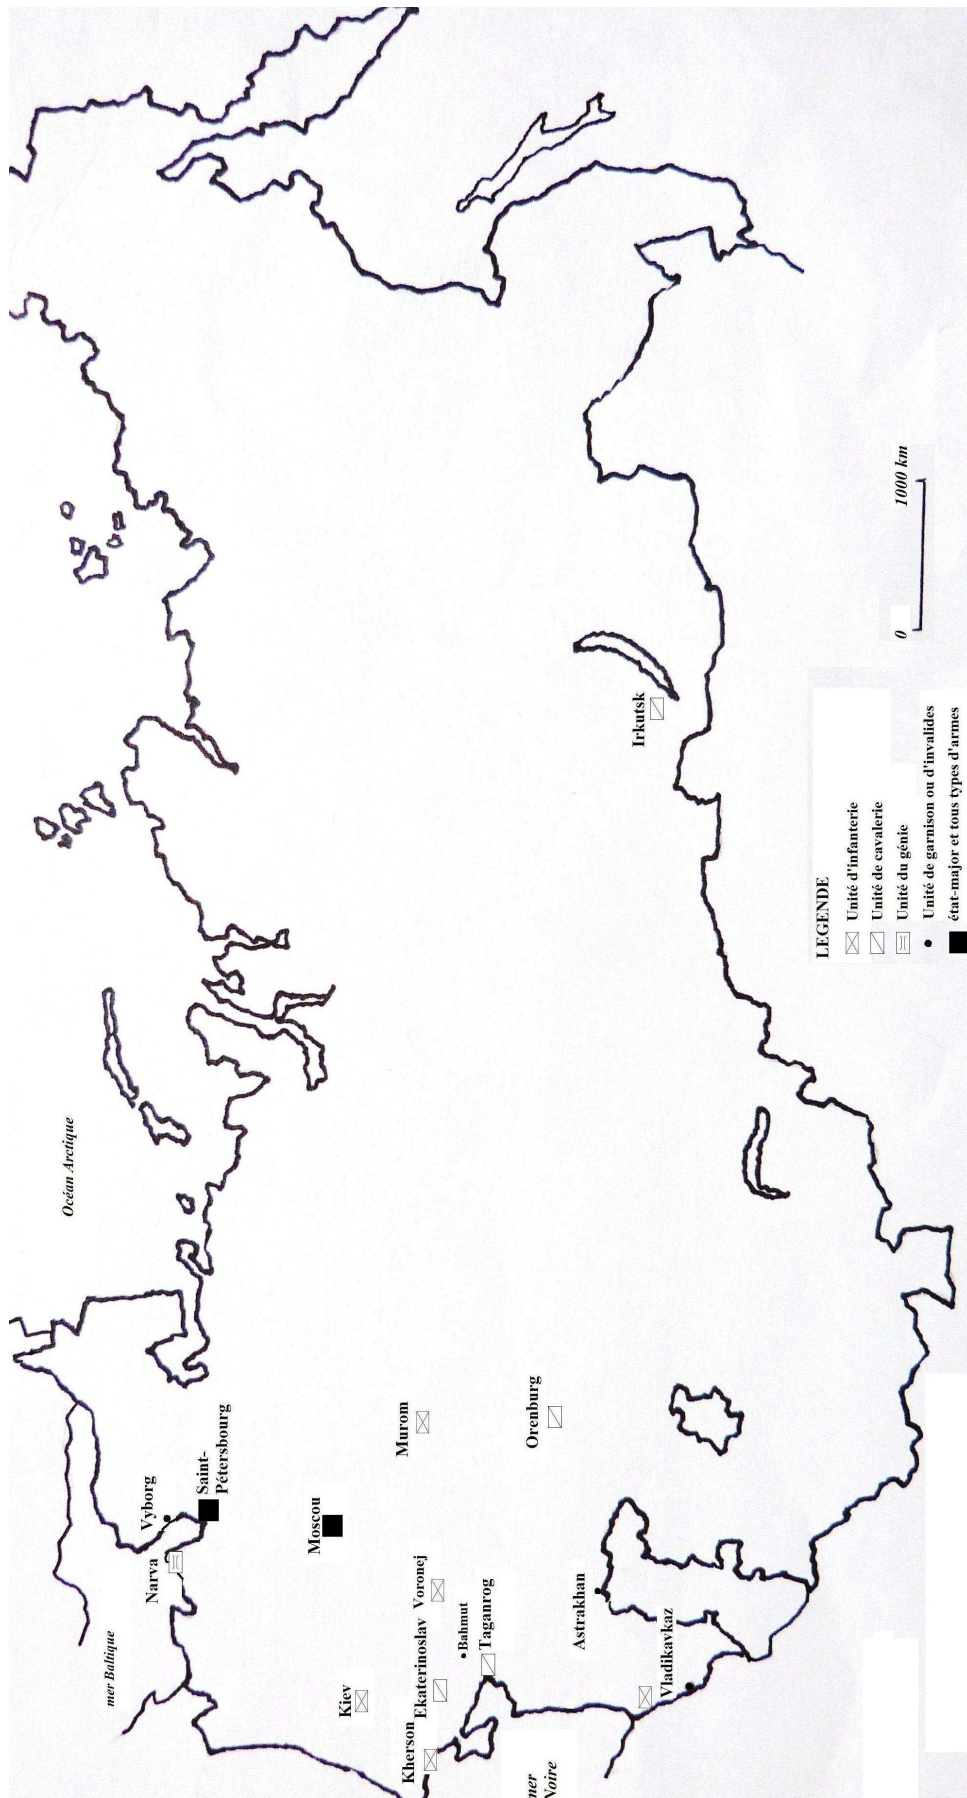 Océan Arctique
mer Baltique
Vyborg
Saint-
Pétersbourg
Narva
Moscou
Murom
Orenburg
Kiev
Voronej
Ekaterinoslav
Bahmut
Taganrog
Kherson
Astrakhan
Vladikavkaz
mer
Noire
Irkutsk
0 1000 km
LEGENDE
Unité d'infanterie
Unité de cavalerie
Unité du génie
Unité de garnison ou d'invalides
état-major et tous types d'armes